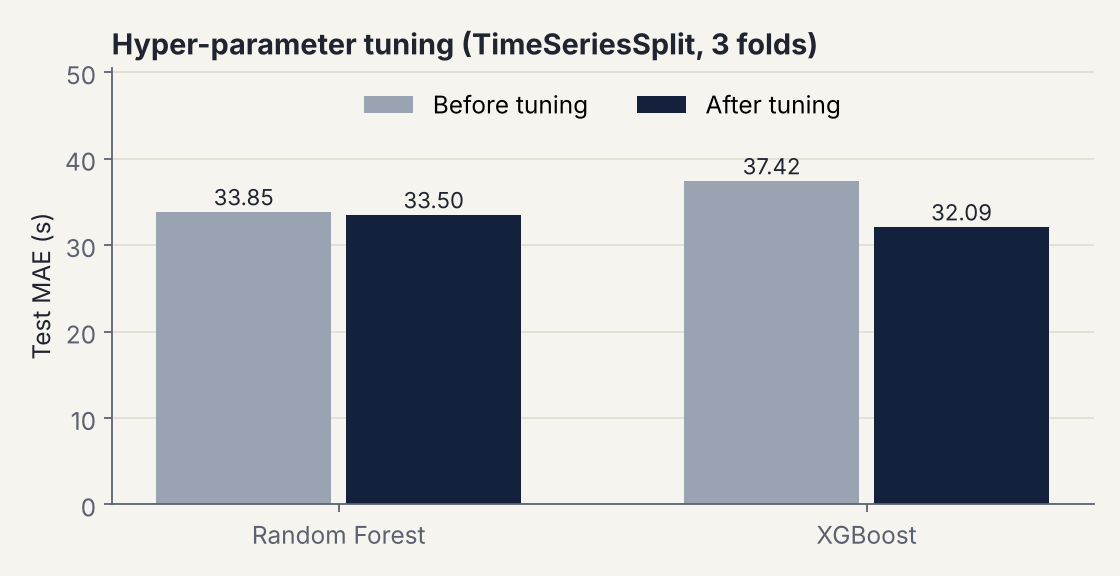 Hyper-parameter tuning (TimeSeriesSplit, 3 folds)
Before tuning After tuning
Test MAE (s)
50
40
30
20
10
0
33.85
33.50
37.42
32.09
Random Forest
XGBoost